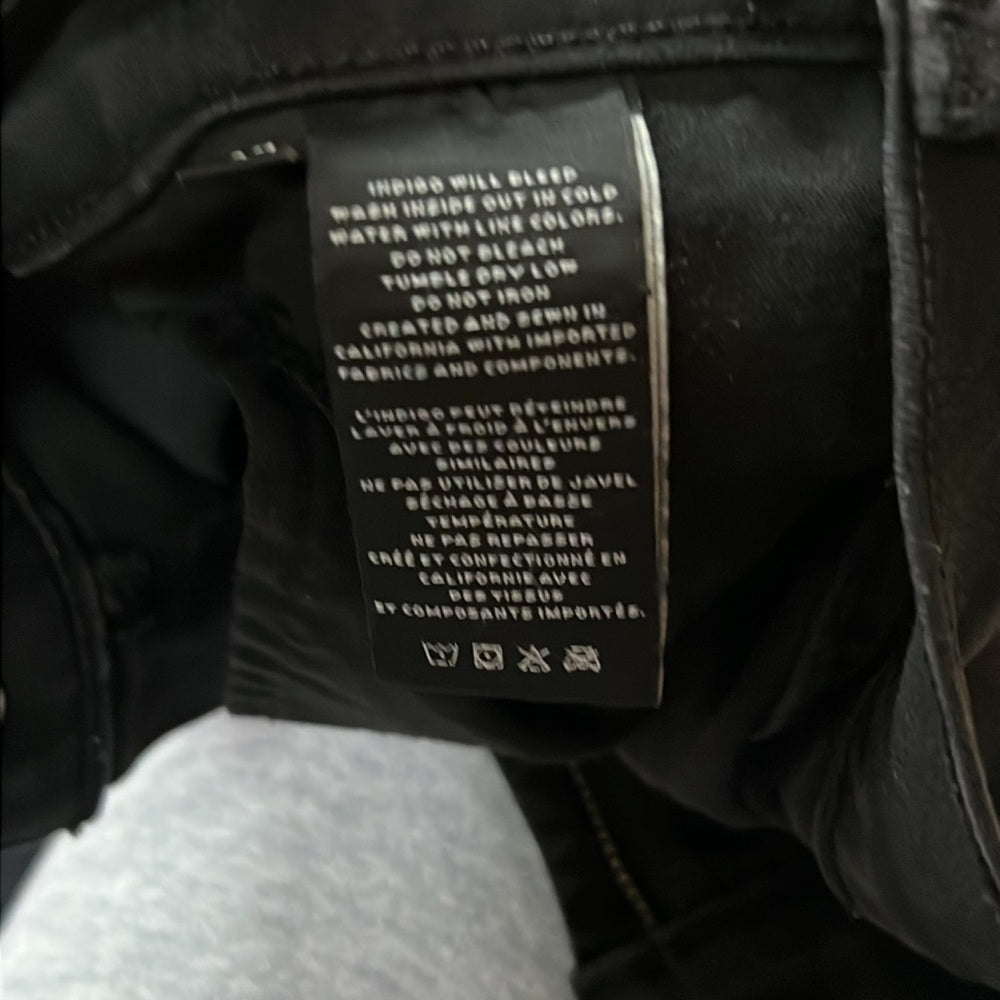 INDIGO WILL BLEED
WASH INSIDE OUT IN COLD
WATER WITH LIKE COLORS.
DO NOT BLEACH
TUMBLE DRY LOW
DO NOT IRON
CREATED AND SEWN IN
CALIFORNIA WITH IMPORTED
FABRICS AND COMPONENTS.
L'INDIGO PEUT DÉTEINDRE
LAVER À FROID À L'ENVERS
AVEC DES COULEURS
SIMILAIRES
NE PAS UTILISER DE JAVEL
SÉCHAGE À BASSE
TEMPÉRATURE
NE PAS REPASSER
CRÉÉ ET CONFECTIONNÉ EN
CALIFORNIE AVEC
DES TISSUS
ET COMPOSANTS IMPORTÉS.